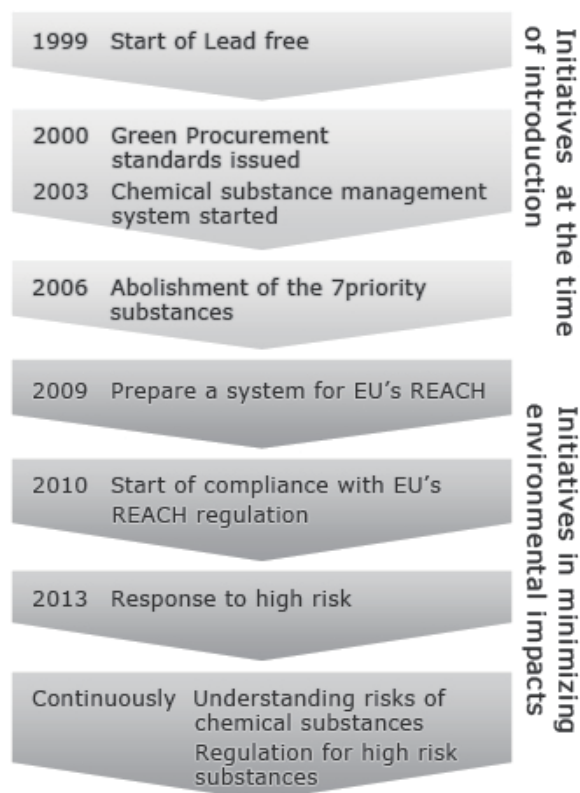 1999 Start of Lead free
2000 Green Procurement
standards issued
2003 Chemical substance management
system started
2006 Abolishment of the 7priority
substances
Initiatives at the time
of introduction
2009 Prepare a system for EU's REACH
2010 Start of compliance with EU's
REACH regulation
2013 Response to high risk
Continuously Understanding risks of
chemical substances
Regulation for high risk
substances
Initiatives in minimizing
environmental impacts